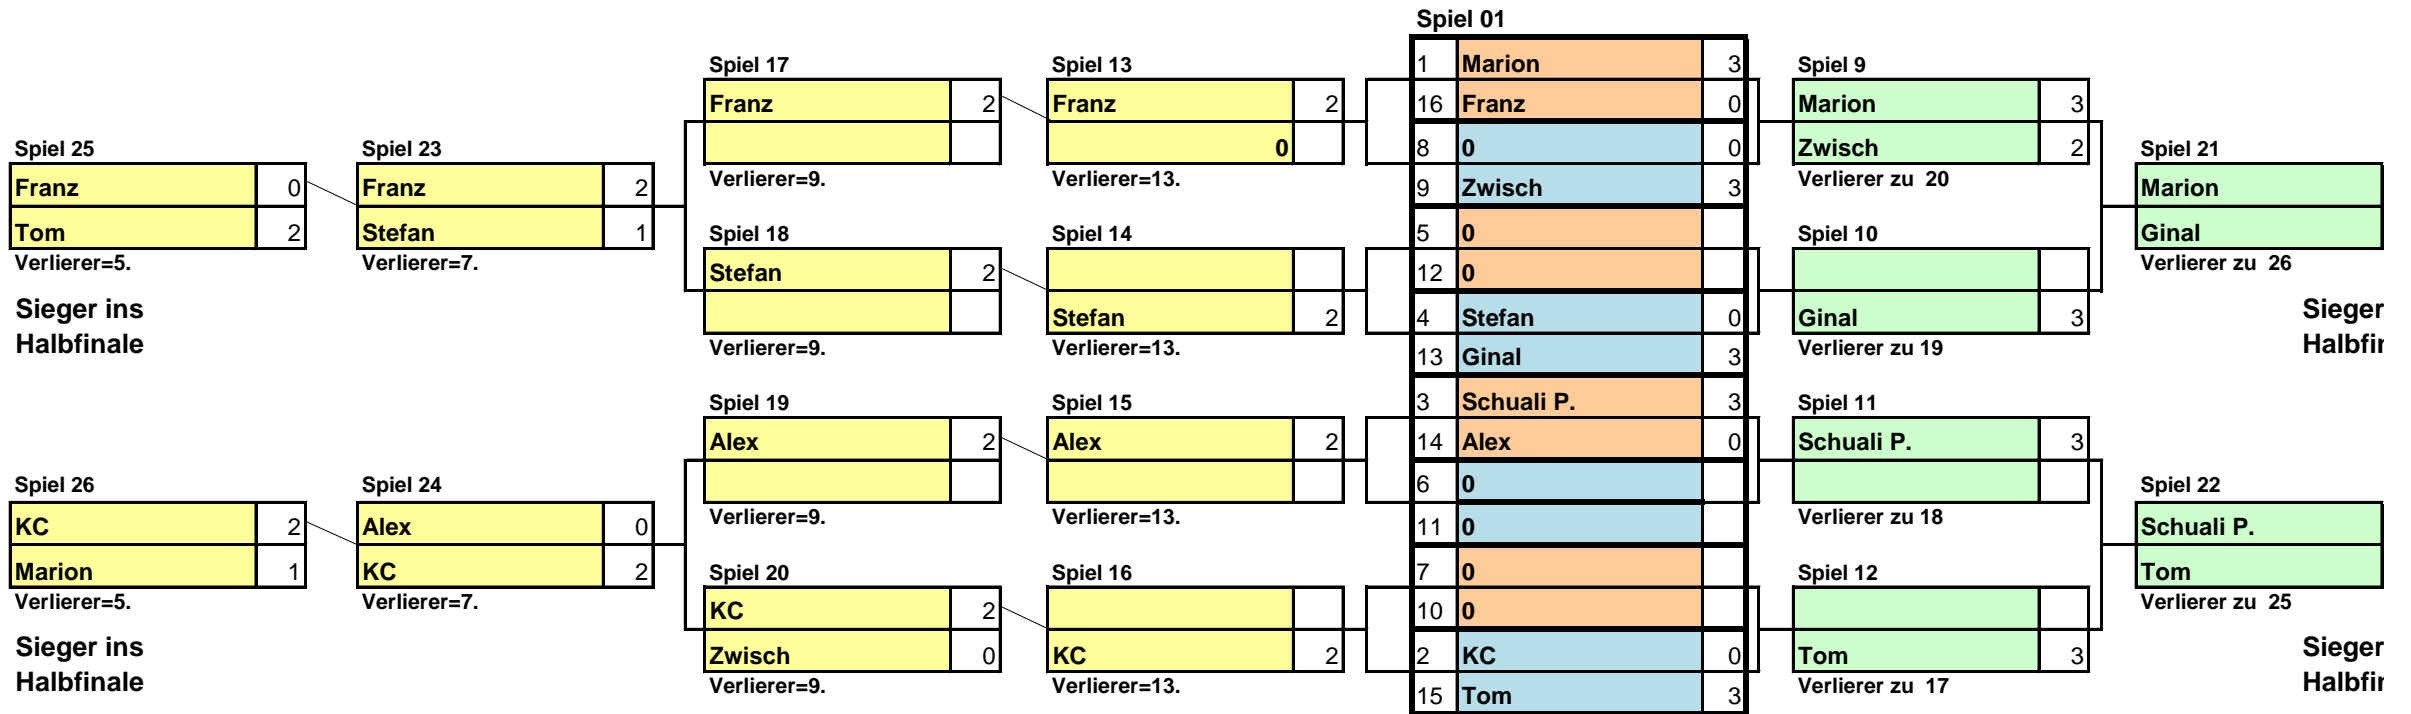 Spiel 01
1 Marion 3
Spiel 17 Spiel 13 Spiel 9
Franz 2 Franz 2 16 Franz 0 Marion 3
Spiel 25 Spiel 23 0 8 0 0 Zwisch 2 Spiel 21
Franz 0 Franz 2 Verlierer=9. Verlierer=13. 9 Zwisch 3 Verlierer zu 20 Marion
Tom 2 Stefan 1 Spiel 18 Spiel 14 5 0 Spiel 10 Ginal
Verlierer=5. Verlierer=7. Stefan 2 12 0 Verlierer zu 26
Sieger ins Stefan 2 4 Stefan 0 Ginal 3 Sieger
Halbfinale Verlierer=9. Verlierer=13. 13 Ginal 3 Verlierer zu 19 Halbfir
Spiel 19 Spiel 15 3 Schuali P. 3 Spiel 11
Alex 2 Alex 2 14 Alex 0 Schuali P. 3
Spiel 26 Spiel 24 6 0 Spiel 22
KC 2 Alex 0 Verlierer=9. Verlierer=13. 11 0 Verlierer zu 18 Schuali P.
Marion 1 KC 2 Spiel 20 Spiel 16 7 0 Spiel 12 Tom
Verlierer=5. Verlierer=7. KC 2 10 0 Verlierer zu 25
Sieger ins Zwisch 0 KC 2 2 KC 0 Tom 3 Sieger
Halbfinale Verlierer=9. Verlierer=13. 15 Tom 3 Verlierer zu 17 Halbfir